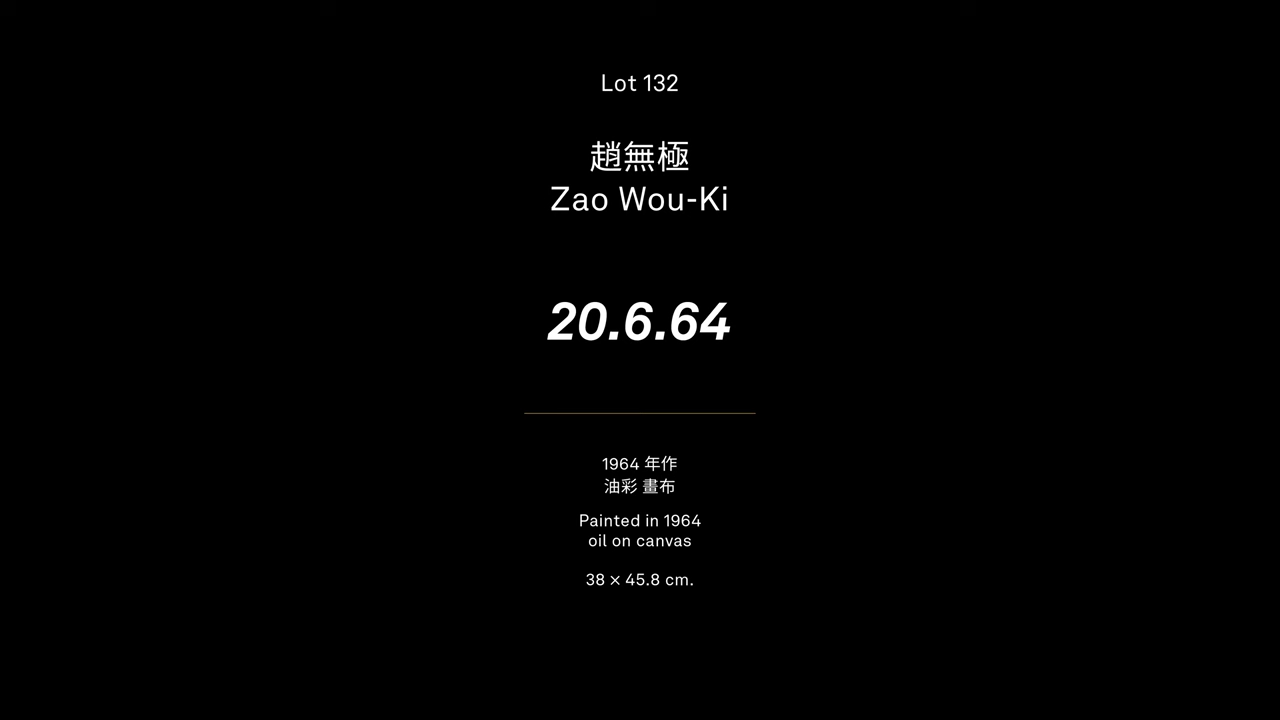 Lot 132
趙無極
Zao Wou-Ki
20.6.64
1964 年作
油彩 畫布
Painted in 1964
oil on canvas
38 × 45.8 cm.